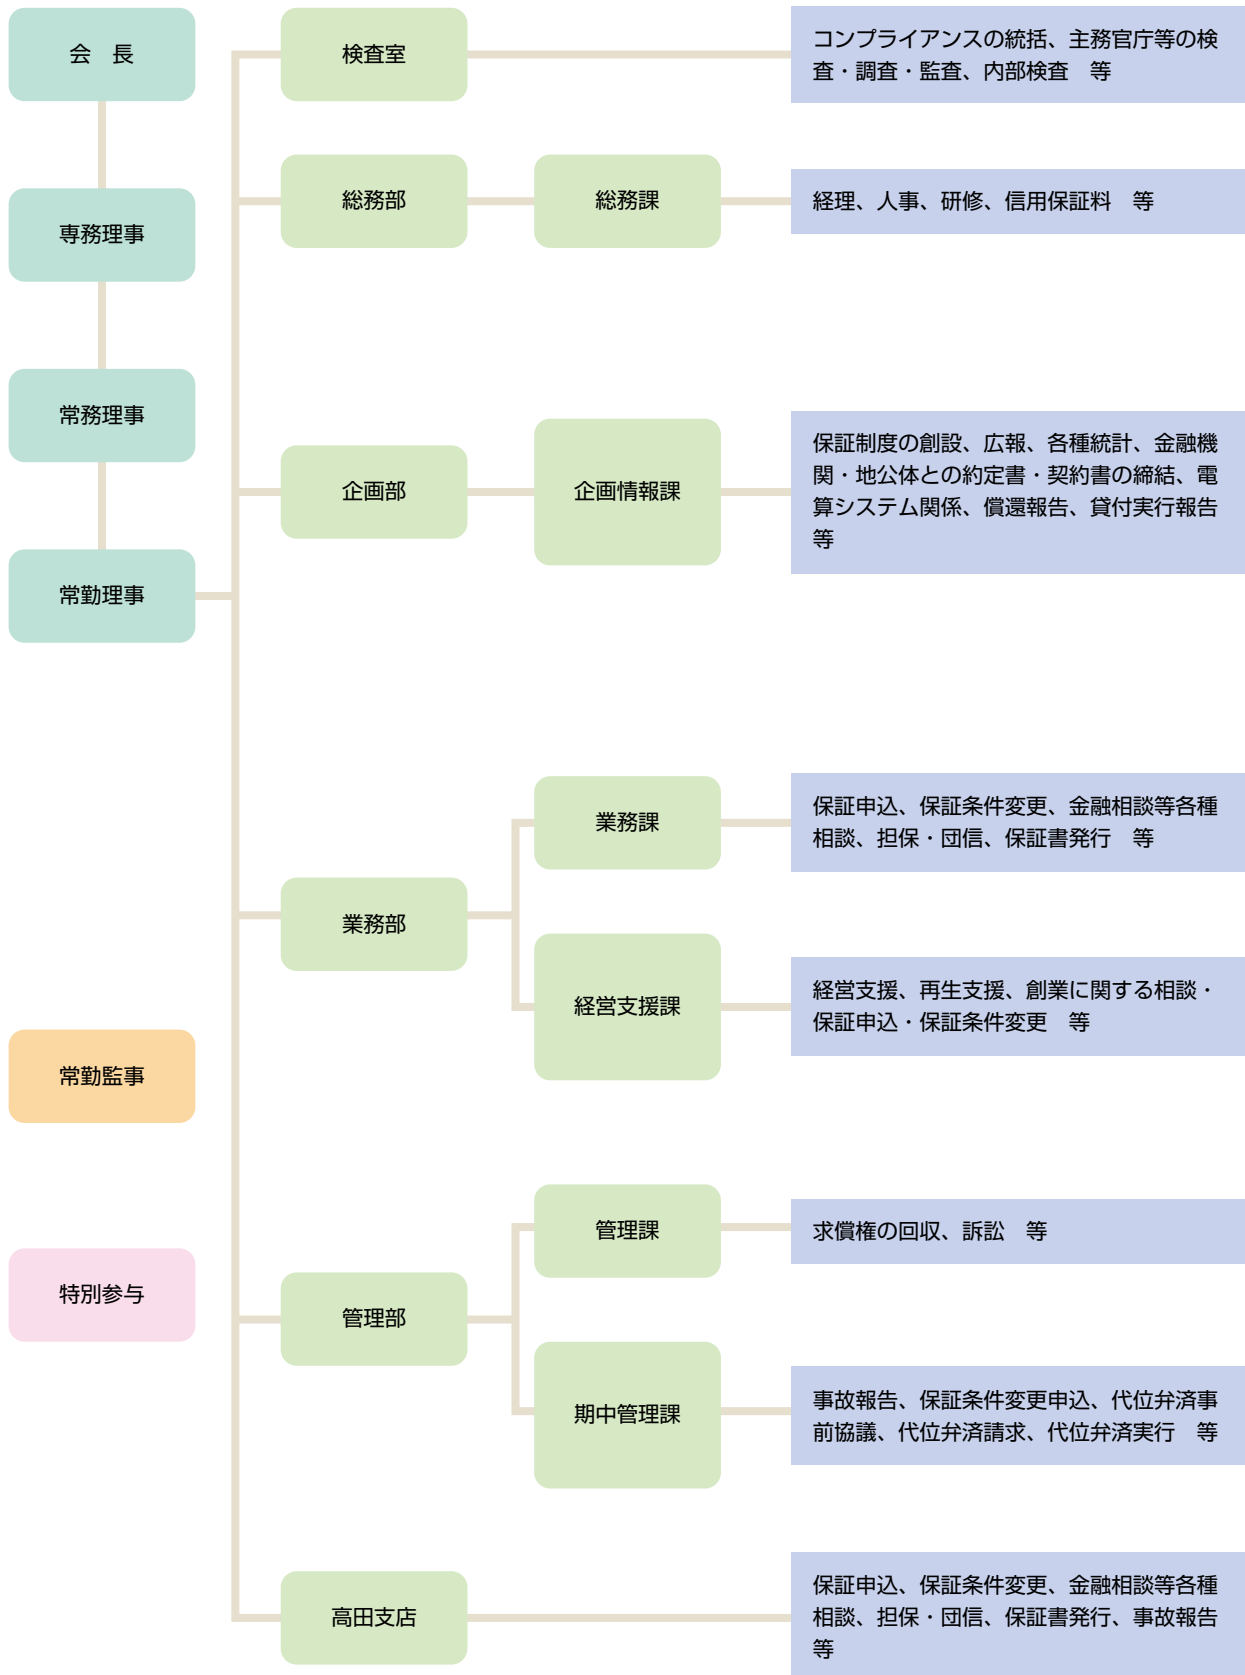 会　長
専務理事
常務理事
常勤理事
常勤監事
特別参与
検査室
コンプライアンスの統括、主務官庁等の検
査・調査・監査、内部検査　等
総務部
総務課
経理、人事、研修、信用保証料　等
企画部
企画情報課
保証制度の創設、広報、各種統計、金融機
関・地公体との約定書・契約書の締結、電
算システム関係、償還報告、貸付実行報告
等
業務部
業務課
保証申込、保証条件変更、金融相談等各種
相談、担保・団信、保証書発行　等
経営支援課
経営支援、再生支援、創業に関する相談・
保証申込・保証条件変更　等
管理部
管理課
求償権の回収、訴訟　等
期中管理課
事故報告、保証条件変更申込、代位弁済事
前協議、代位弁済請求、代位弁済実行　等
高田支店
保証申込、保証条件変更、金融相談等各種
相談、担保・団信、保証書発行、事故報告
等